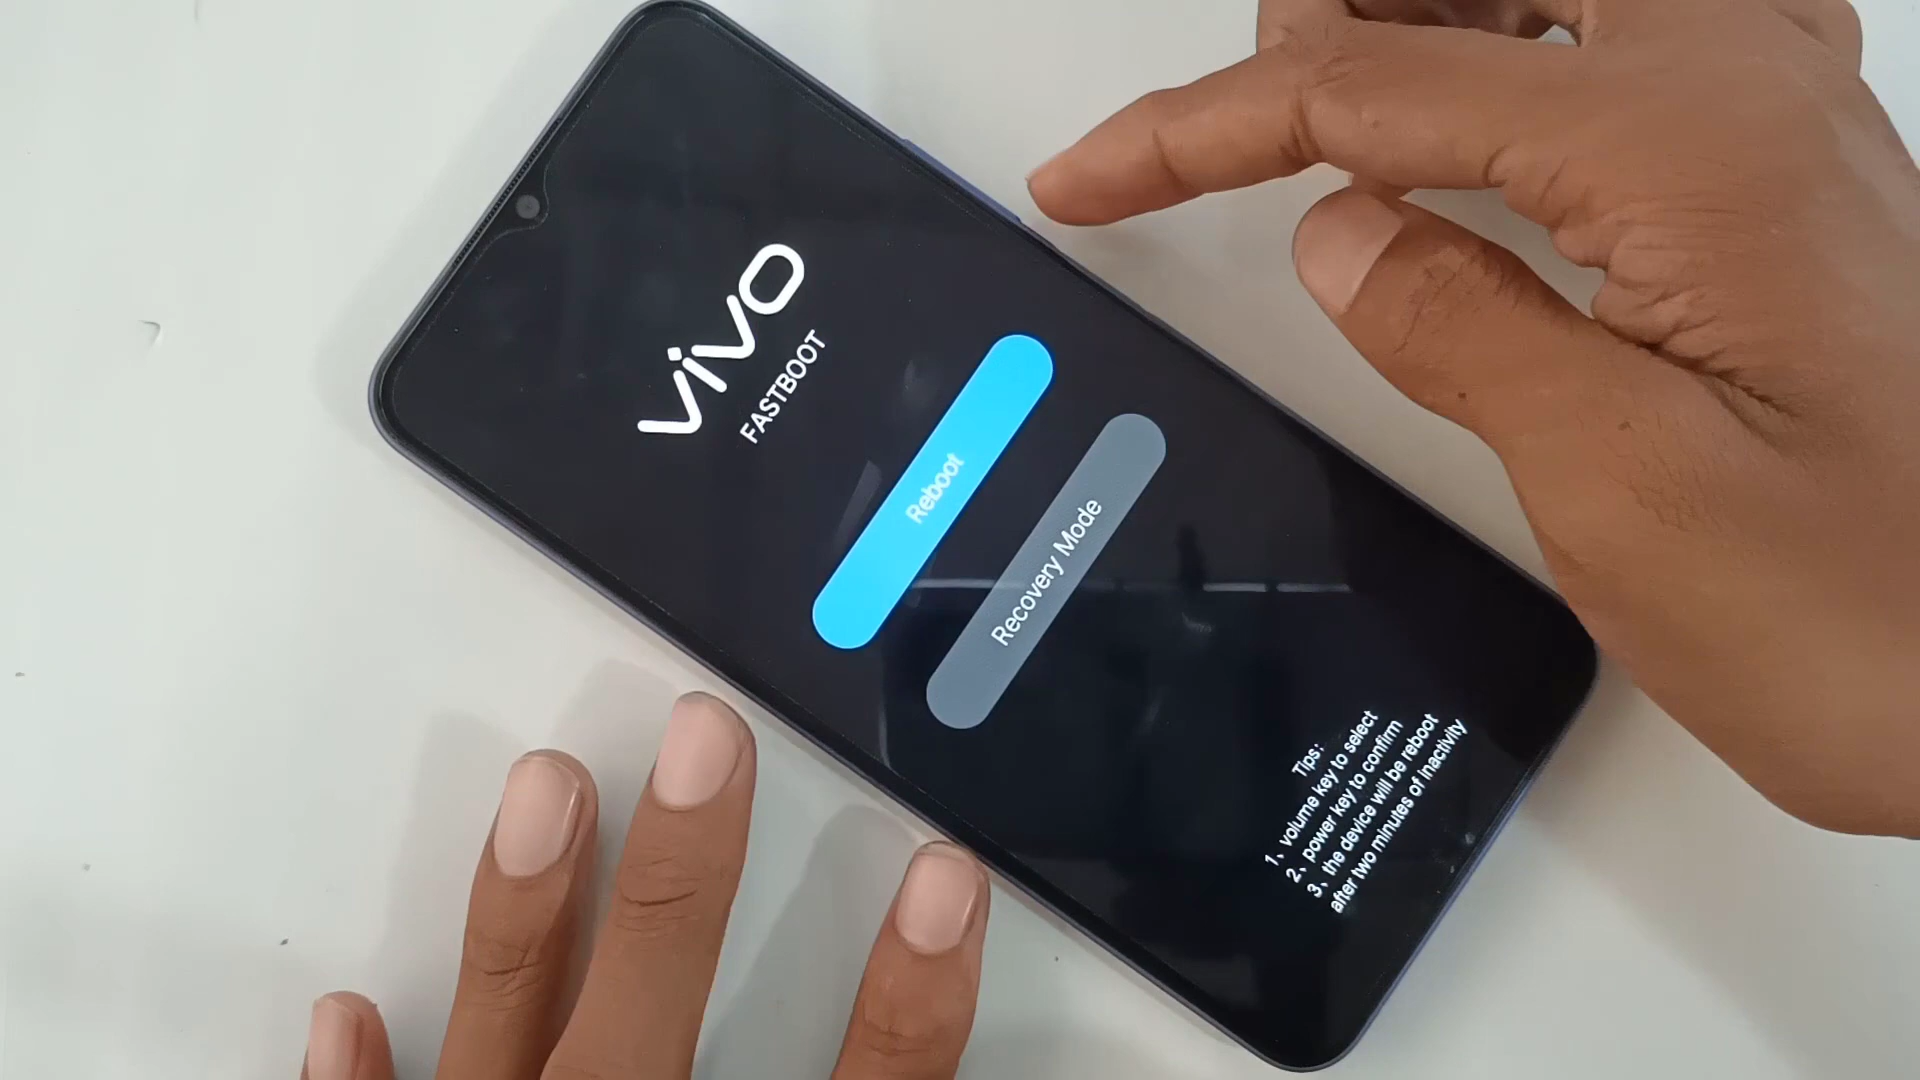 vivo
FASTBOOT
Reboot
Recovery Mode
Tips:
1、volume key to select
2、power key to confirm
3、the device will be reboot
after two minutes of inactivity